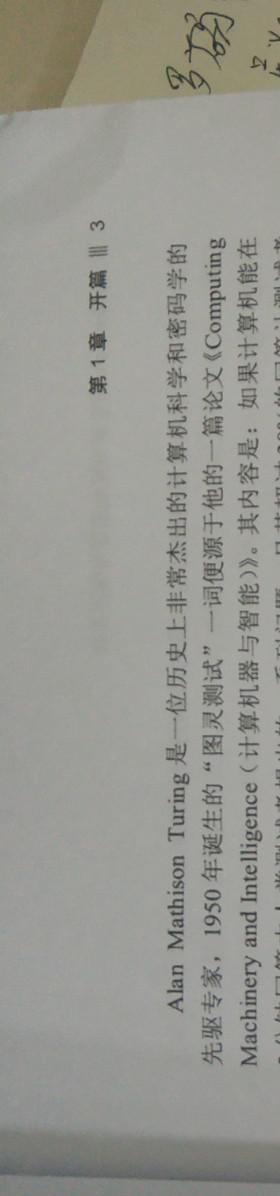 第 1 章 开篇 ||| 3
Alan Mathison Turing 是一位历史上非常杰出的计算机科学和密码学的
先驱专家，1950 年诞生的“图灵测试”一词便源于他的一篇论文《Computing
Machinery and Intelligence（计算机器与智能）》。其内容是：如果计算机能在